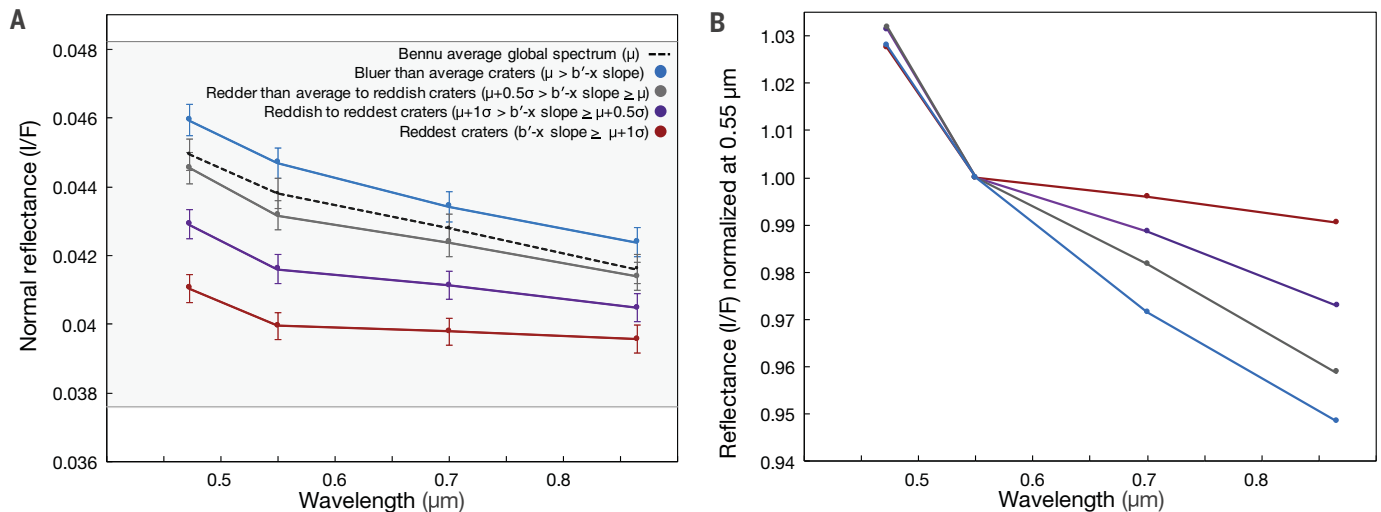 A
Normal reflectance (I/F)
0.048
0.046
0.044
0.042
0.04
0.038
0.036
Bennu average global spectrum (μ)
Bluer than average craters (μ > b′-x slope)
Redder than average to reddish craters (μ+0.5σ > b′-x slope ≥ μ)
Reddish to reddest craters (μ+1σ > b′-x slope ≥ μ+0.5σ)
Reddest craters (b′-x slope ≥ μ+1σ)
0.5
0.6
0.7
0.8
Wavelength (μm)
B
Reflectance (I/F) normalized at 0.55 μm
1.03
1.02
1.01
1.00
0.99
0.98
0.97
0.96
0.95
0.94
0.5
0.6
0.7
0.8
Wavelength (μm)